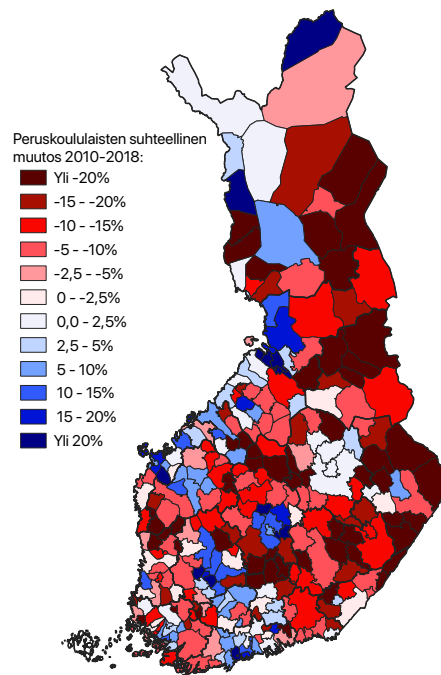 Peruskoululaisten suhteellinen
muutos 2010-2018:
Yli -20%
-15 - -20%
-10 - -15%
-5 - -10%
-2,5 - -5%
0 - -2,5%
0,0 - 2,5%
2,5 - 5%
5 - 10%
10 - 15%
15 - 20%
Yli 20%